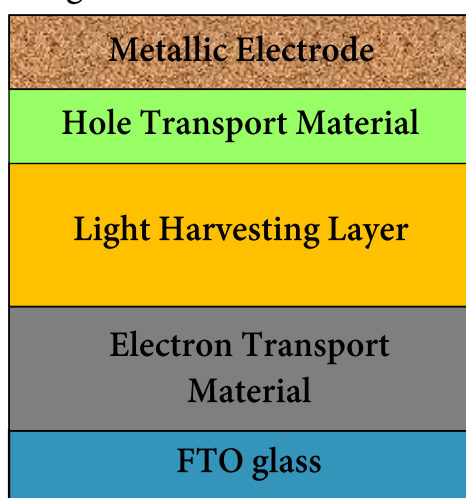 Metallic Electrode
Hole Transport Material
Light Harvesting Layer
Electron Transport
Material
FTO glass